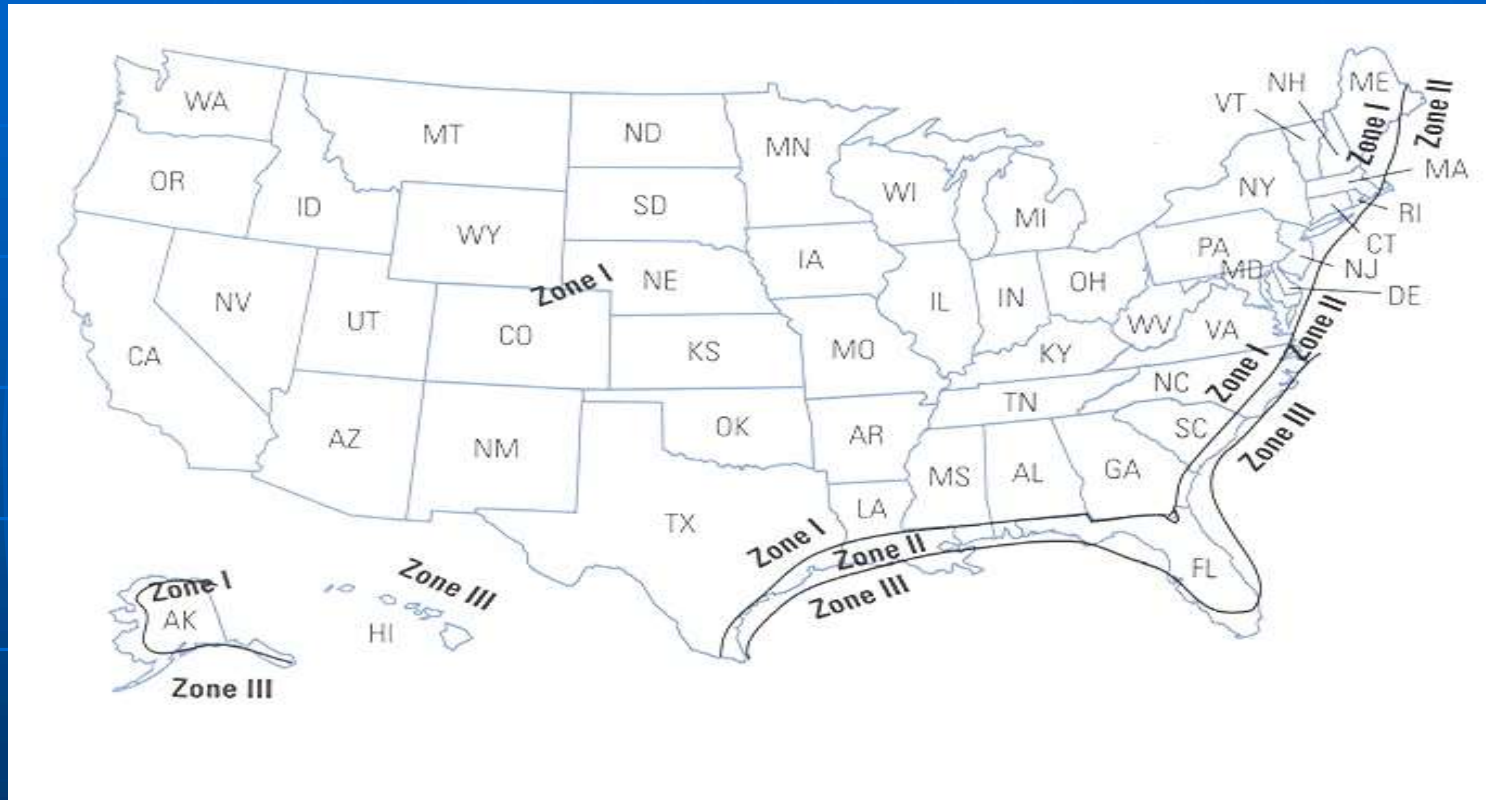 WA
MT
ND
MN
VT
NH
ME
Zone I
Zone II
OR
ID
WY
SD
WI
MI
NY
MA
RI
CT
NJ
DE
PA
MD
NV
UT
CO
Zone I
NE
IA
IL
IN
OH
WV
VA
Zone II
CA
KS
MO
KY
Zone I
NC
TN
SC
Zone III
AZ
NM
OK
AR
MS
AL
GA
TX
LA
Zone I
Zone II
Zone III
FL
Zone I
AK
Zone III
Zone III
HI